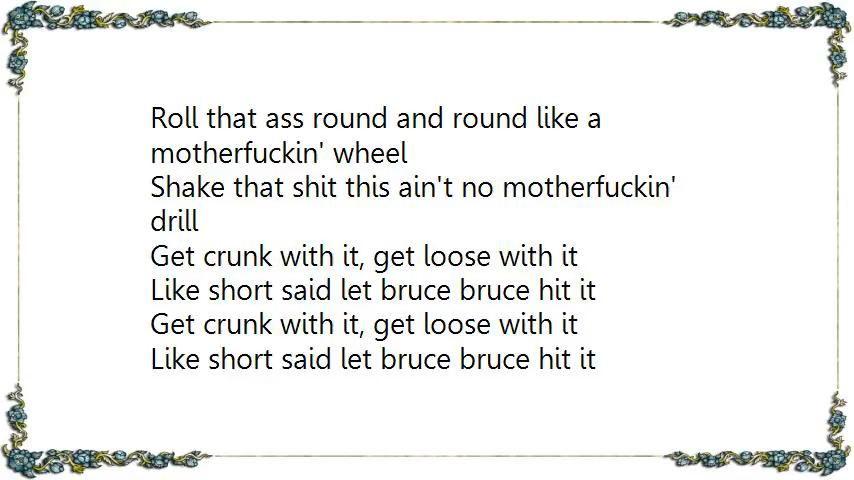 Roll that ass round and round like a
motherfuckin' wheel
Shake that shit this ain't no motherfuckin'
drill
Get crunk with it, get loose with it
Like short said let bruce bruce hit it
Get crunk with it, get loose with it
Like short said let bruce bruce hit it